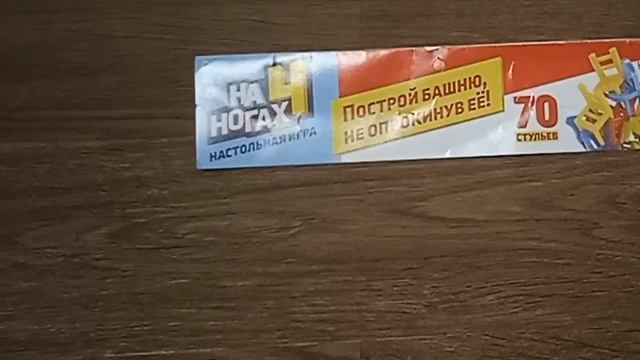 НА 4
НОГАХ
НАСТОЛЬНАЯ ИГРА
ПОСТРОЙ БАШНЮ,
НЕ ОПРОКИНУВ ЕЁ!
70
СТУЛЬЕВ